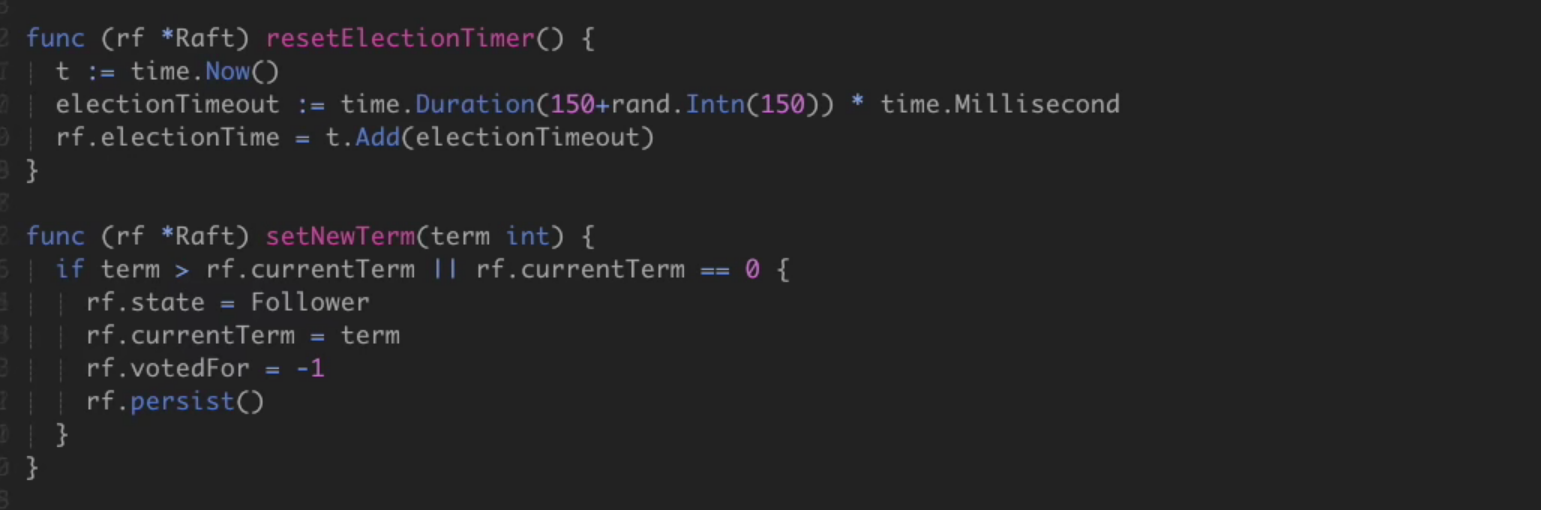 func (rf *Raft) resetElectionTimer() {
t := time.Now()
electionTimeout := time.Duration(150+rand.Intn(150)) * time.Millisecond
rf.electionTime = t.Add(electionTimeout)
}
func (rf *Raft) setNewTerm(term int) {
if term > rf.currentTerm || rf.currentTerm == 0 {
rf.state = Follower
rf.currentTerm = term
rf.votedFor = -1
rf.persist()
}
}